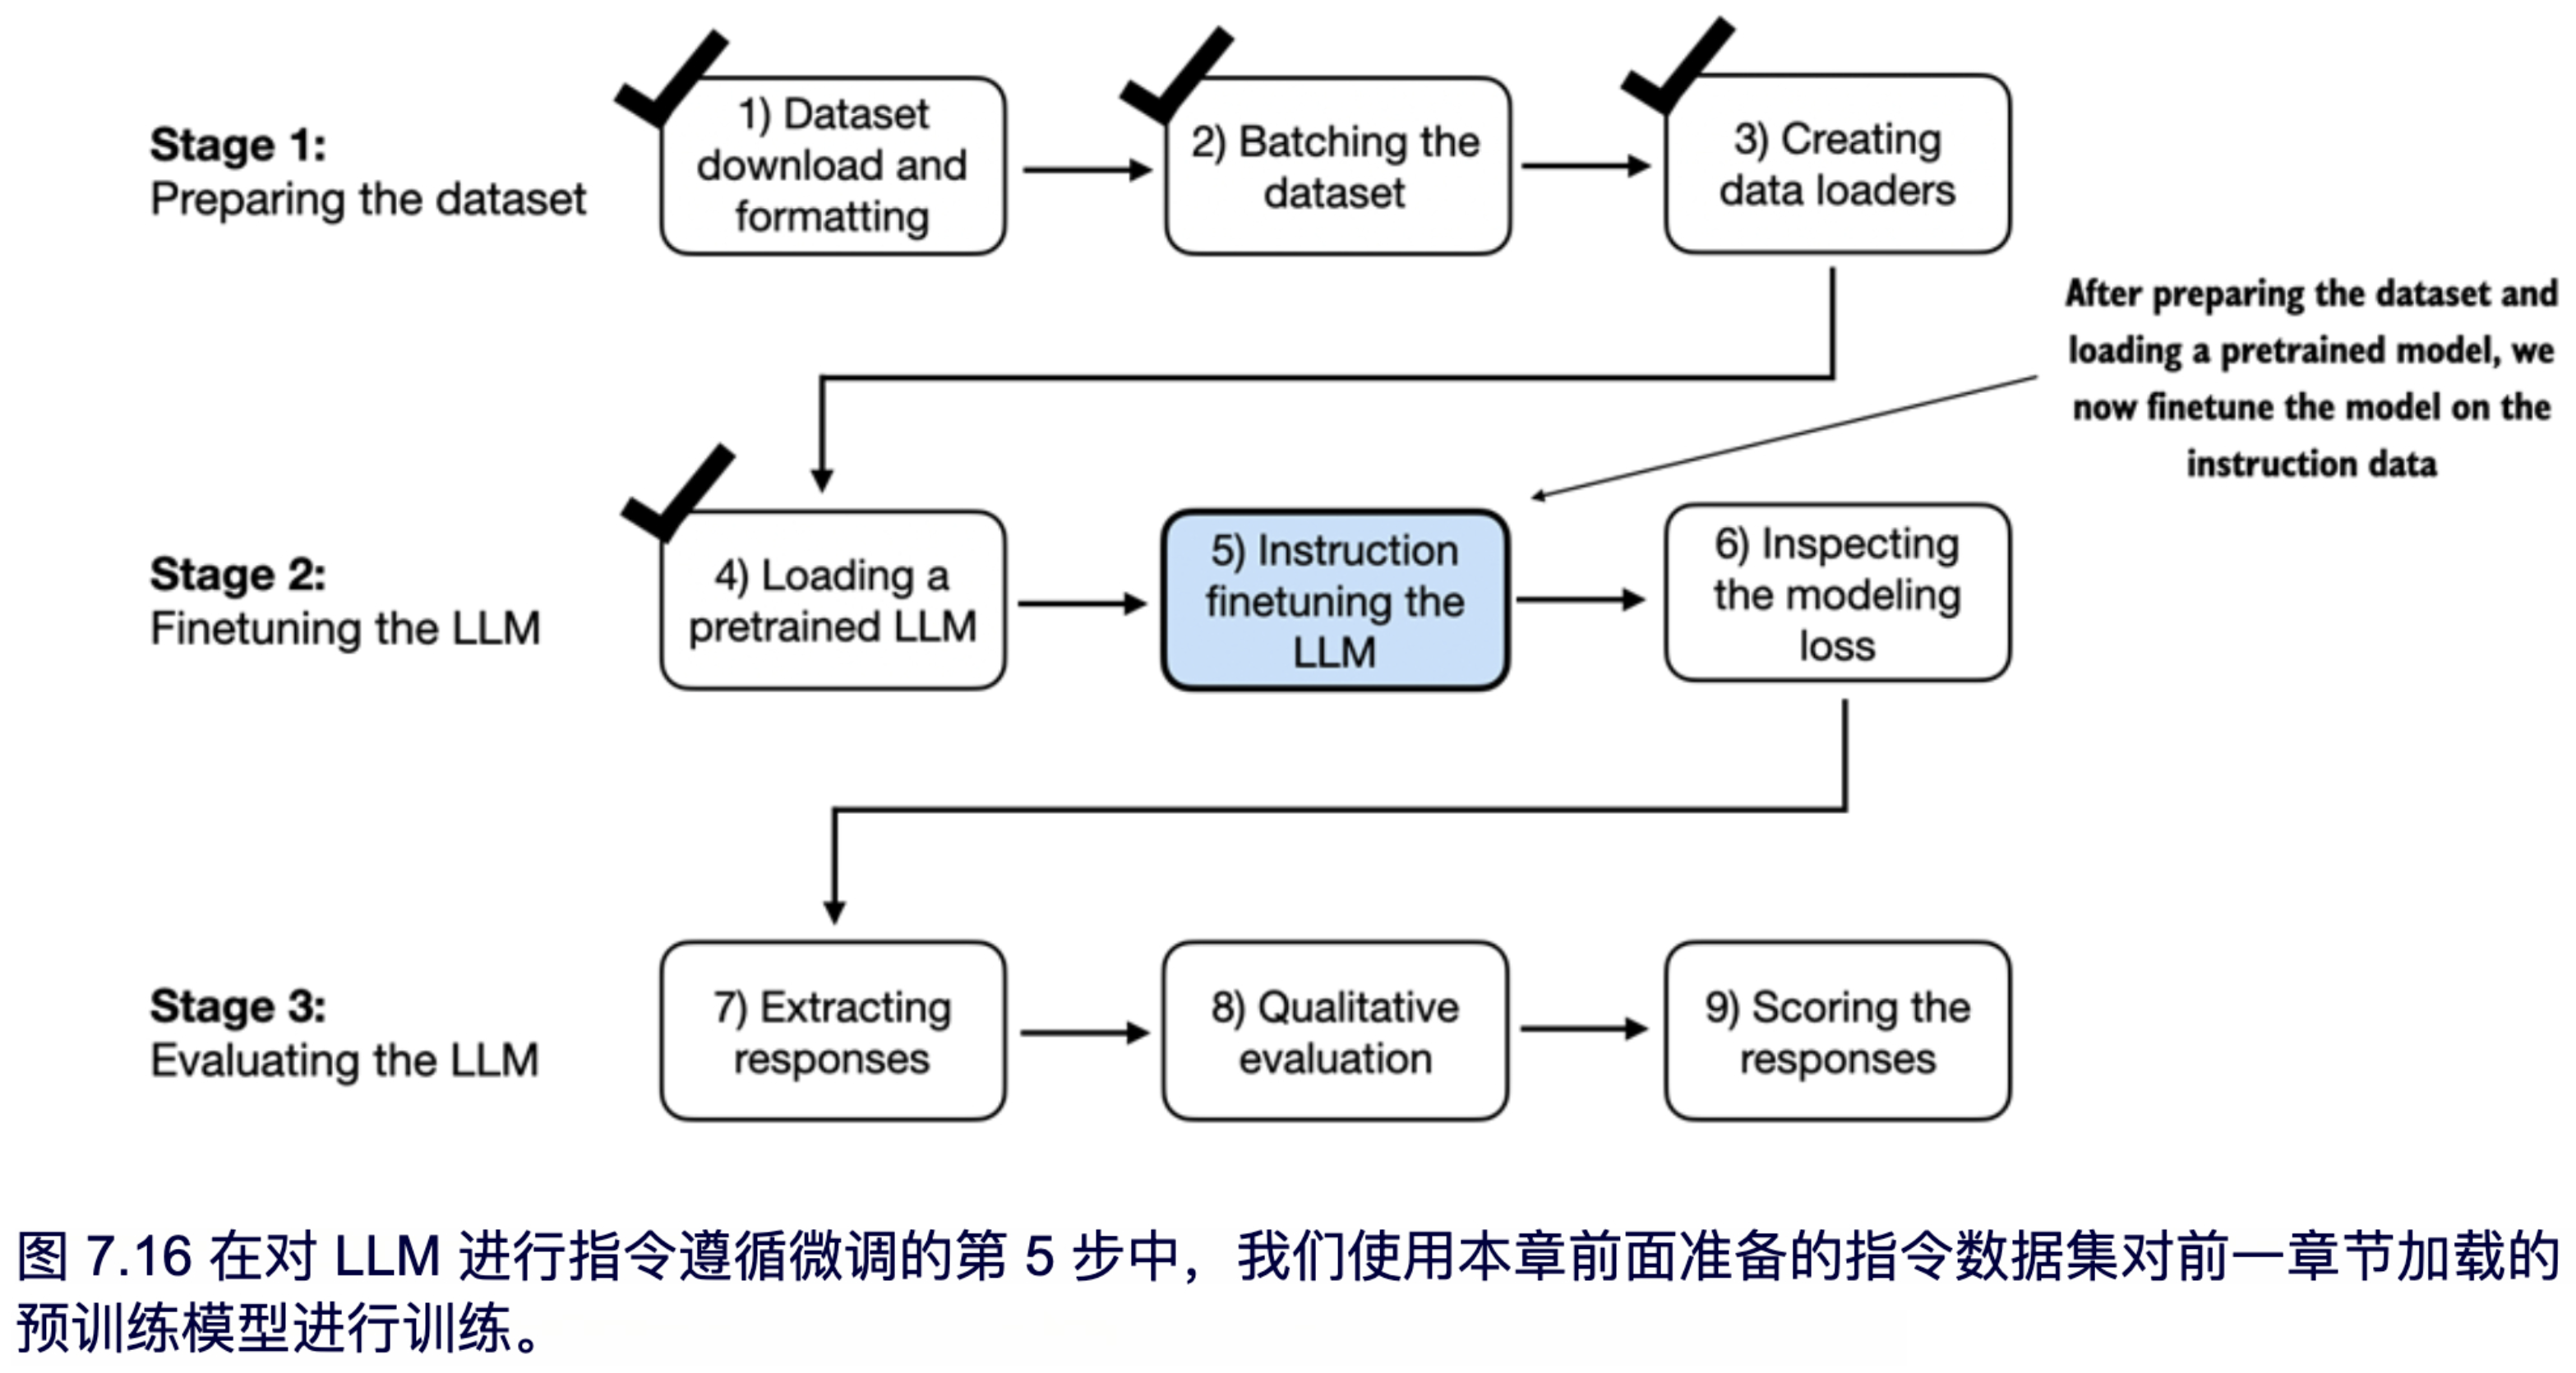 Stage 1:
Preparing the dataset
1) Dataset
download and
formatting
2) Batching the
dataset
3) Creating
data loaders
After preparing the dataset and
loading a pretrained model, we
now finetune the model on the
instruction data
Stage 2:
Finetuning the LLM
4) Loading a
pretrained LLM
5) Instruction
finetuning the
LLM
6) Inspecting
the modeling
loss
Stage 3:
Evaluating the LLM
7) Extracting
responses
8) Qualitative
evaluation
9) Scoring the
responses
图 7.16 在对 LLM 进行指令遵循微调的第 5 步中，我们使用本章前面准备的指令数据集对前一章节加载的
预训练模型进行训练。